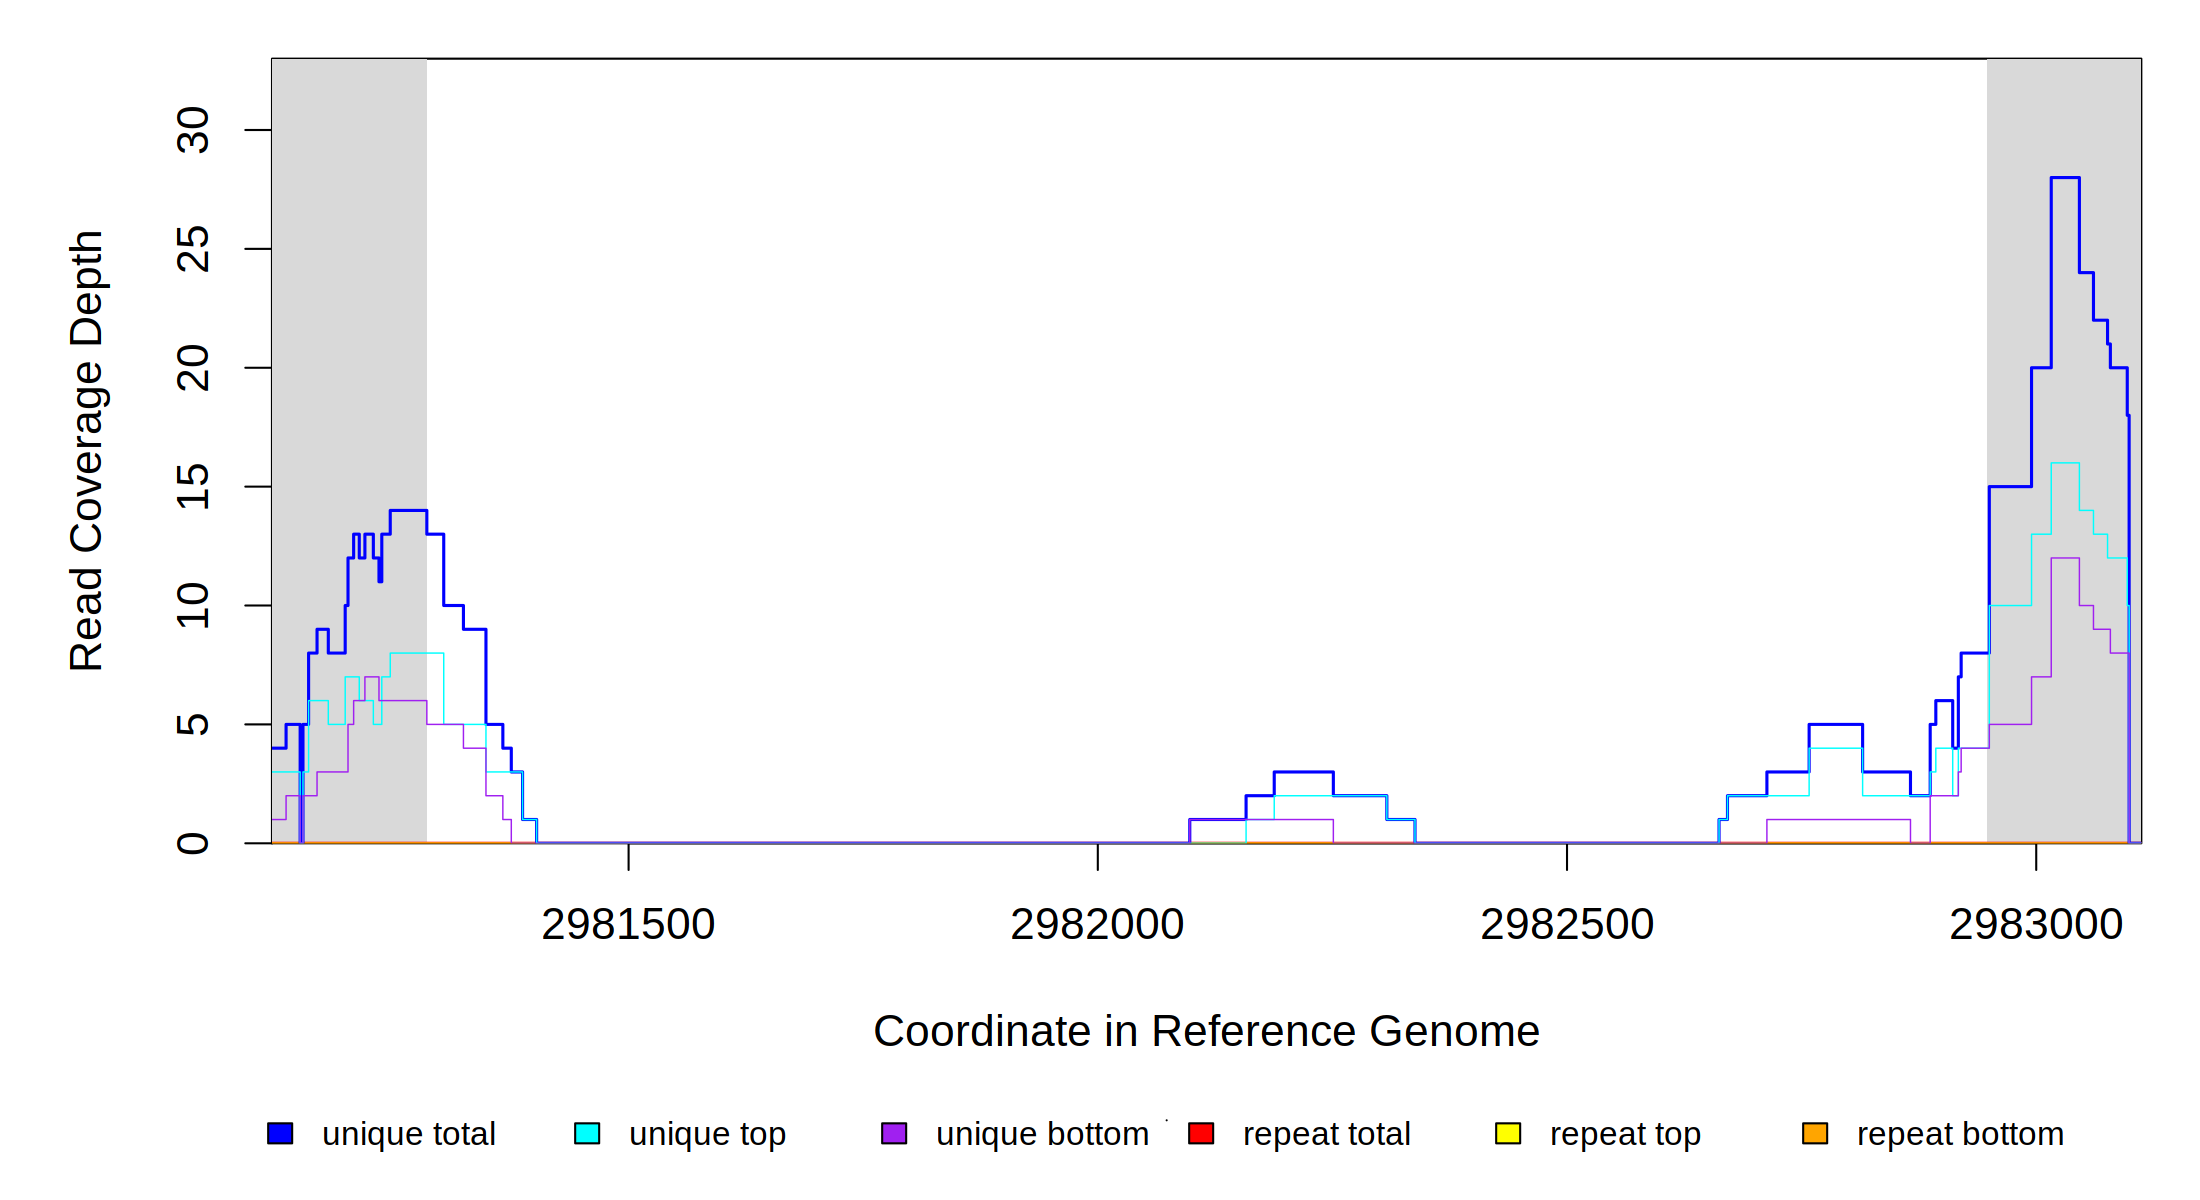 30
25
20
15
10
5
0
Read Coverage Depth
2981500 2982000 2982500 2983000
Coordinate in Reference Genome
unique total unique top unique bottom repeat total repeat top repeat bottom